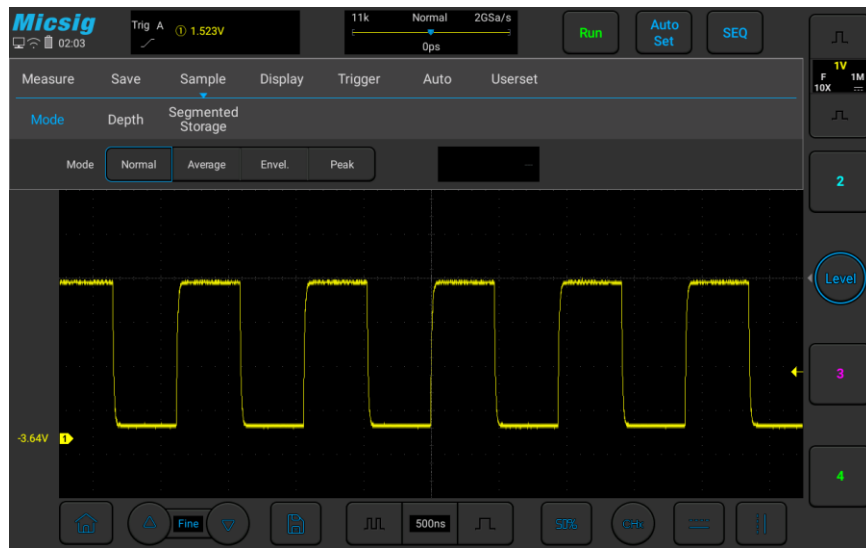 Micsig
02:03
Trig A ① 1.523V
11k Normal 2GSa/s
0ps
Run
Auto
Set
SEQ
Measure Save Sample Display Trigger Auto Userset
1V
F 1M
10X
Mode Depth Segmented
Storage
Mode Normal Average Envel. Peak
2
Level
3
-3.64V 1
4
Fine
500ns
50%
CHx